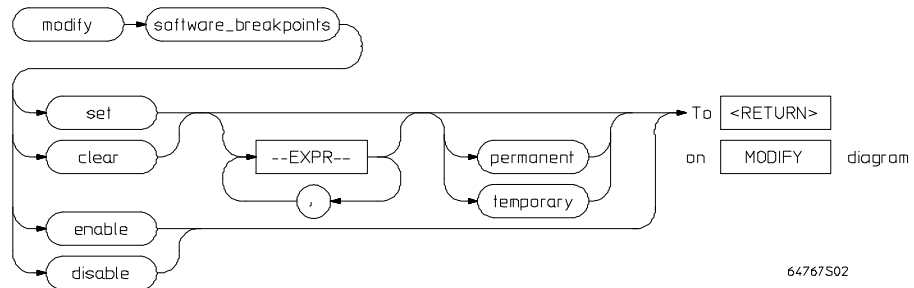 modify software_breakpoints
set To <RETURN>
clear --EXPR-- permanent on MODIFY diagram
, temporary
enable
disable
64767S02